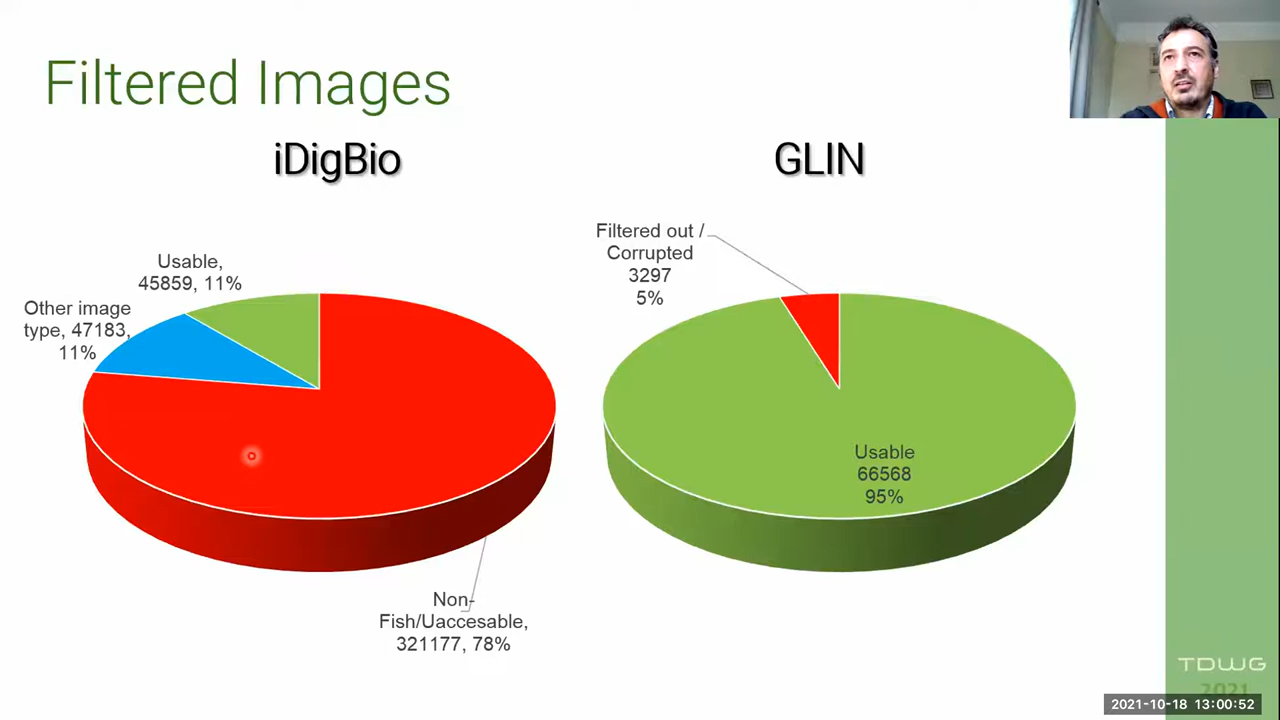 Filtered Images
iDigBio
GLIN
Usable,
45859, 11%
Other image
type, 47183,
11%
Non-
Fish/Uaccesable,
321177, 78%
Filtered out /
Corrupted
3297
5%
Usable
66568
95%
TDWG
2021
2021-10-18 13:00:52